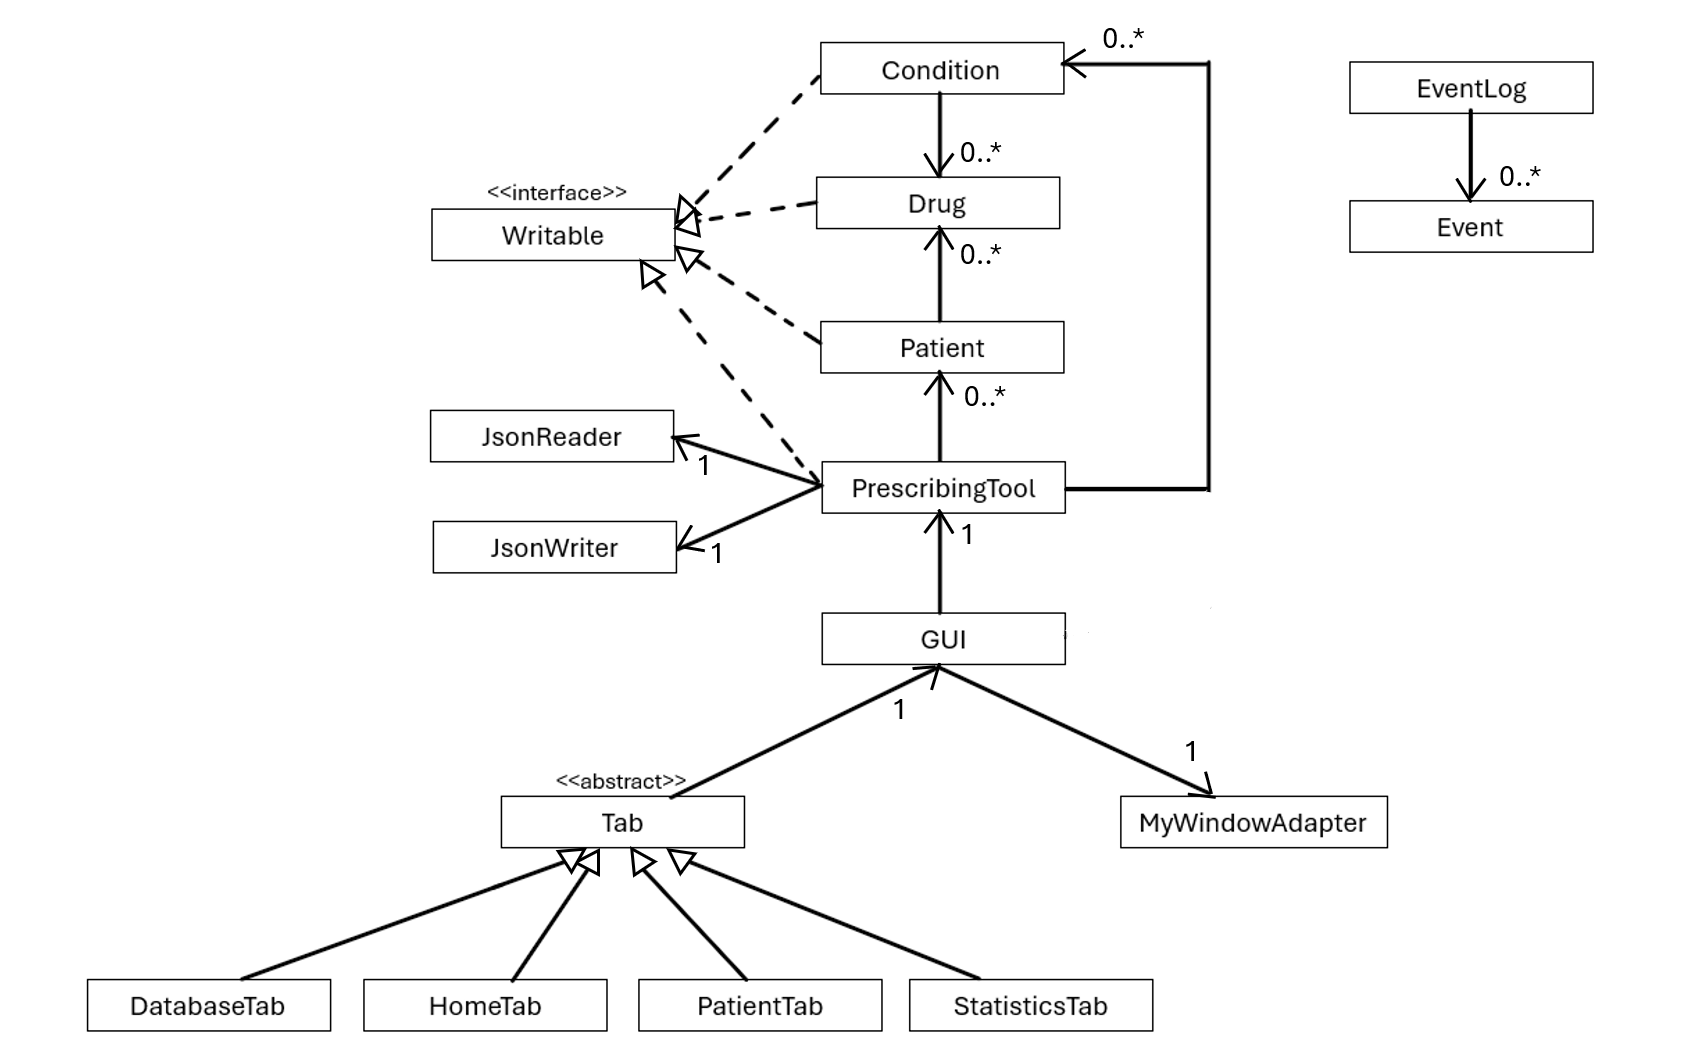 0..*
Condition
EventLog
0..*
0..*
<<interface>>
Writable
Drug
Event
0..*
Patient
0..*
JsonReader
1
PrescribingTool
JsonWriter
1
1
GUI
1
1
<<abstract>>
Tab
MyWindowAdapter
DatabaseTab
HomeTab
PatientTab
StatisticsTab